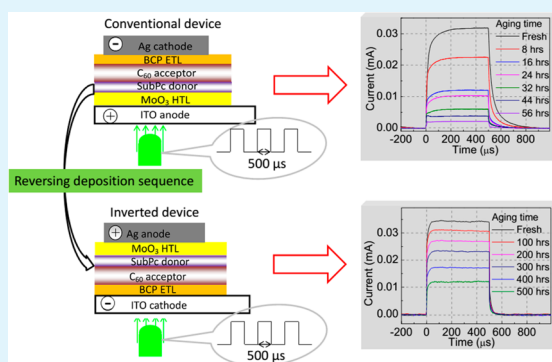 Conventional device
−
Ag cathode
BCP ETL
C60 acceptor
SubPc donor
MoO3 HTL
+
ITO anode
500 µs
Reversing deposition sequence
Inverted device
+
Ag anode
MoO3 HTL
SubPc donor
C60 acceptor
BCP ETL
−
ITO cathode
500 µs
Current (mA)
0.03
0.02
0.01
0.00
-200 0 200 400 600 800
Time (µs)
Aging time
Fresh
8 hrs
16 hrs
24 hrs
32 hrs
44 hrs
56 hrs
Current (mA)
0.04
0.03
0.02
0.01
0.00
-200 0 200 400 600 800
Time (µs)
Aging time
Fresh
100 hrs
200 hrs
300 hrs
400 hrs
500 hrs